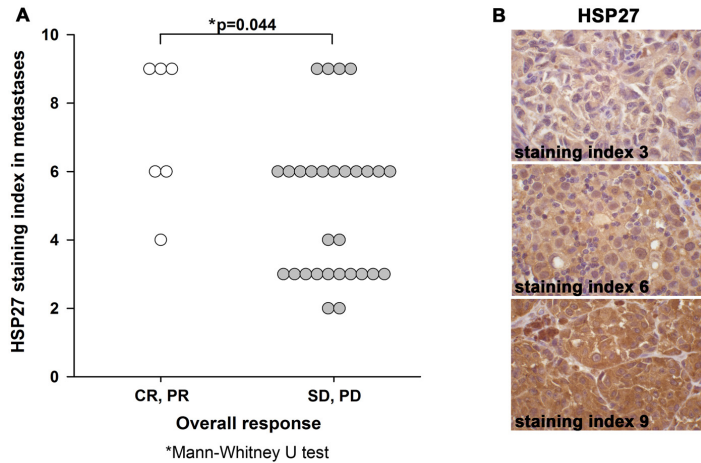 A
*p=0.044
10
8
6
4
2
0
HSP27 staining index in metastases
CR, PR
SD, PD
Overall response
*Mann-Whitney U test
B
HSP27
staining index 3
staining index 6
staining index 9